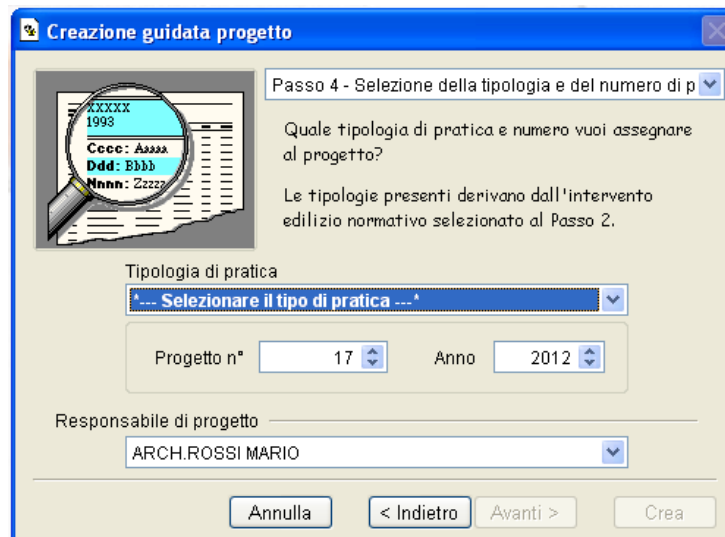 Creazione guidata progetto
Passo 4 - Selezione della tipologia e del numero di p
XXXXX
1993
Cccc: Aaaaa
Ddd: Bbbb
Nnnn: Zzzzz
Quale tipologia di pratica e numero vuoi assegnare
al progetto?
Le tipologie presenti derivano dall'intervento
edilizio normativo selezionato al Passo 2.
Tipologia di pratica
*--- Selezionare il tipo di pratica ---*
Progetto n° 17 Anno 2012
Responsabile di progetto
ARCH.ROSSI MARIO
Annulla < Indietro Avanti > Crea